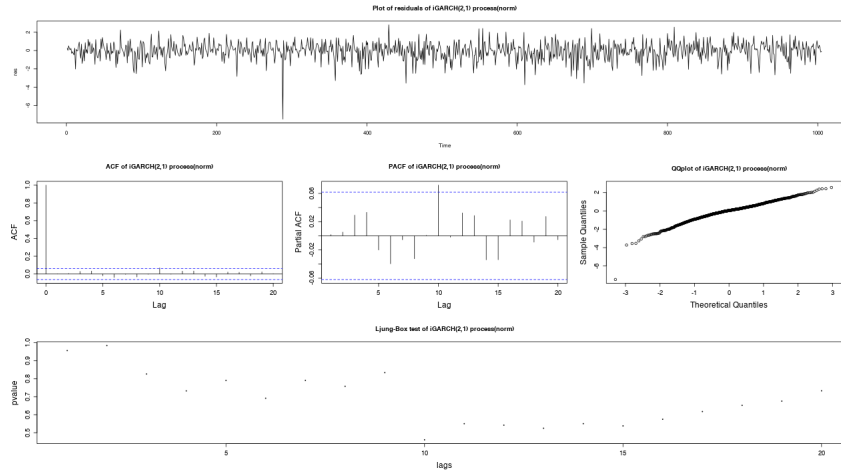 Plot of residuals of iGARCH(2,1) process(norm)
2
0
-2
-4
-6
res
0 200 400 600 800 1000
Time
ACF of iGARCH(2,1) process(norm)
1.0
0.8
0.6
0.4
0.2
0.0
ACF
0 5 10 15 20
Lag
PACF of iGARCH(2,1) process(norm)
0.06
0.02
-0.02
-0.06
Partial ACF
5 10 15 20
Lag
QQplot of iGARCH(2,1) process(norm)
2
0
-2
-4
-6
Sample Quantiles
-3 -2 -1 0 1 2 3
Theoretical Quantiles
Ljung-Box test of iGARCH(2,1) process(norm)
1.0
0.9
0.8
0.7
0.6
0.5
pvalue
5 10 15 20
lags